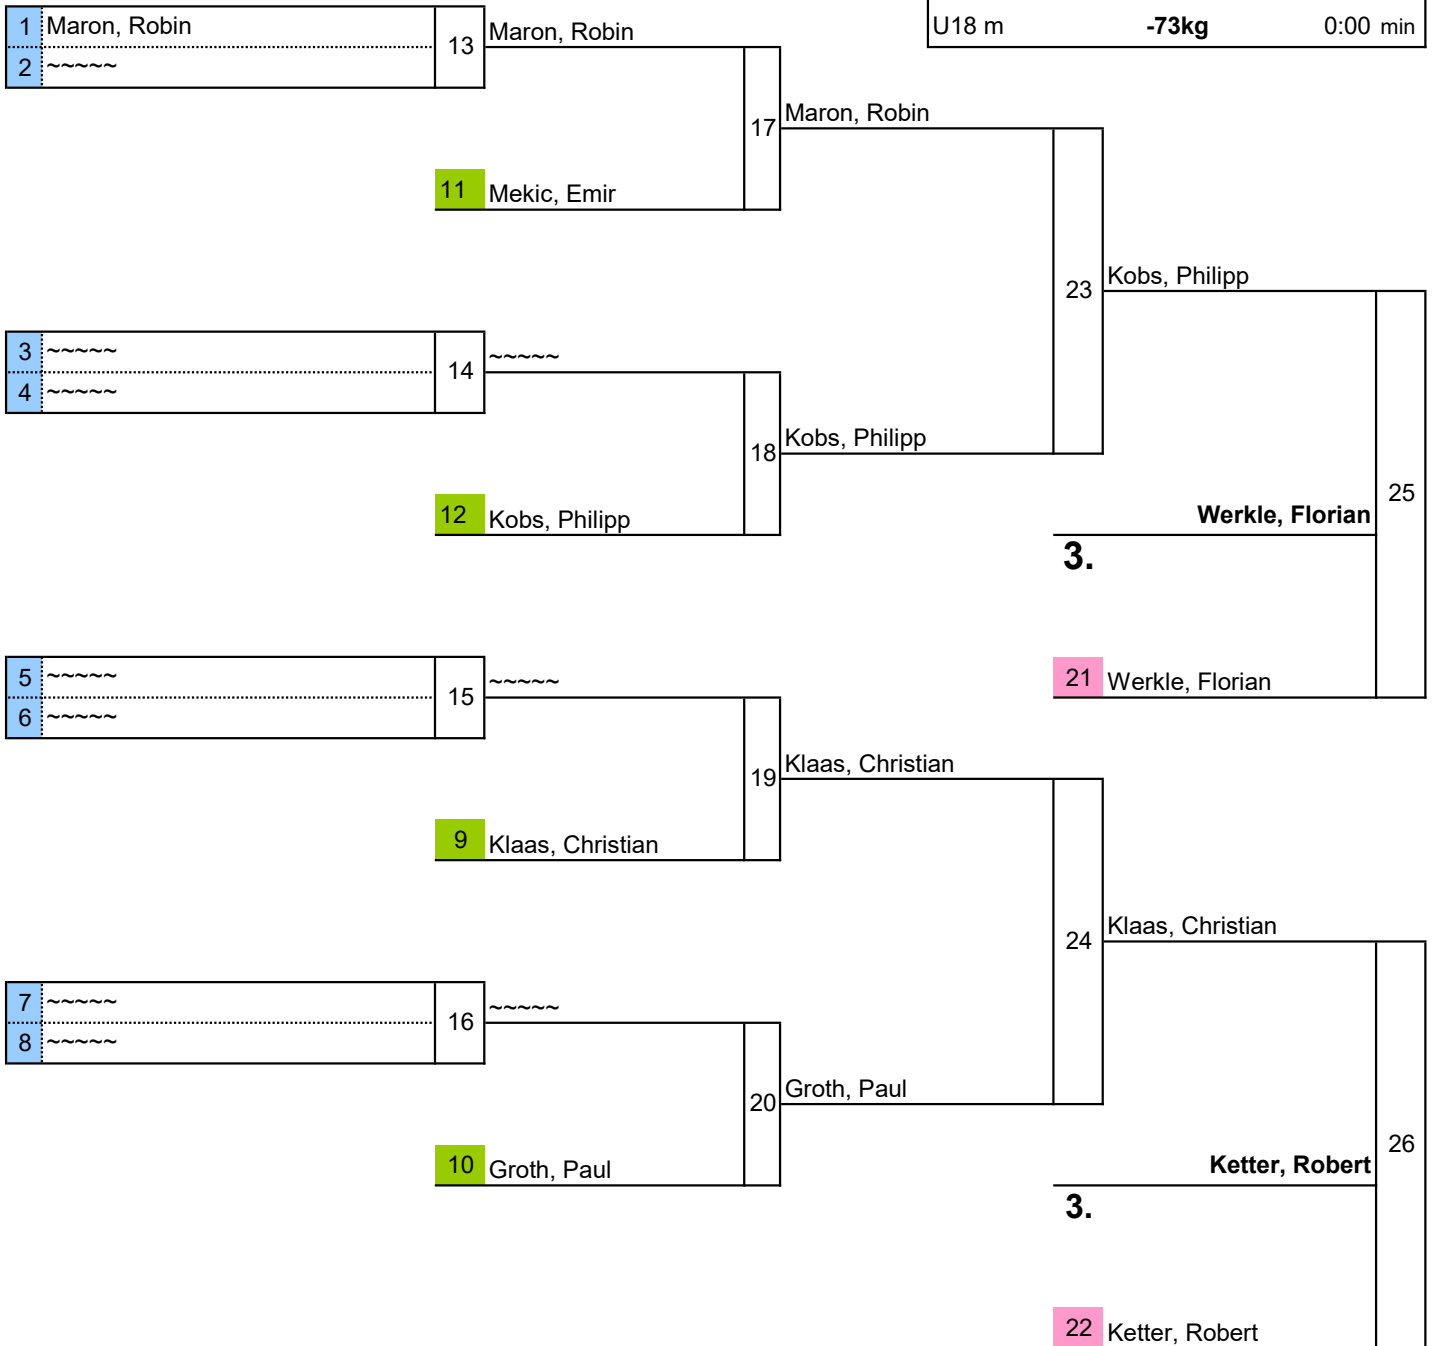 U18 m -73kg 0:00 min
1 Maron, Robin
2 ~~~~~
13 Maron, Robin
17 Maron, Robin
11 Mekic, Emir
23 Kobs, Philipp
3 ~~~~~
4 ~~~~~
14 ~~~~~
18 Kobs, Philipp
12 Kobs, Philipp
25
Werkle, Florian
3.
21 Werkle, Florian
5 ~~~~~
6 ~~~~~
15 ~~~~~
19 Klaas, Christian
9 Klaas, Christian
24 Klaas, Christian
7 ~~~~~
8 ~~~~~
16 ~~~~~
20 Groth, Paul
10 Groth, Paul
26
Ketter, Robert
3.
22 Ketter, Robert